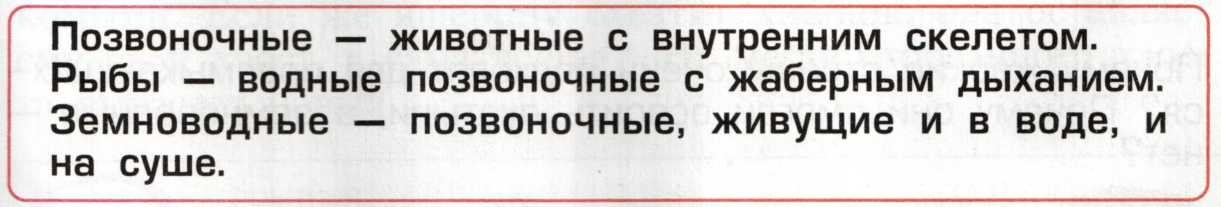 Позвоночные — животные с внутренним скелетом.
Рыбы — водные позвоночные с жаберным дыханием.
Земноводные — позвоночные, живущие и в воде, и
на суше.